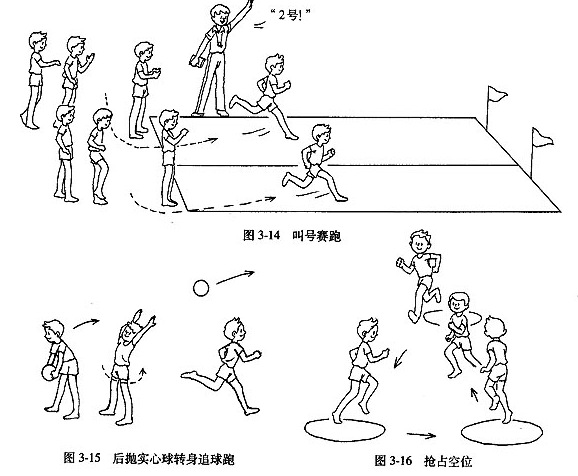 “2号!”
图 3-14 叫号赛跑
图 3-15 后抛实心球转身追球跑
图 3-16 抢占空位